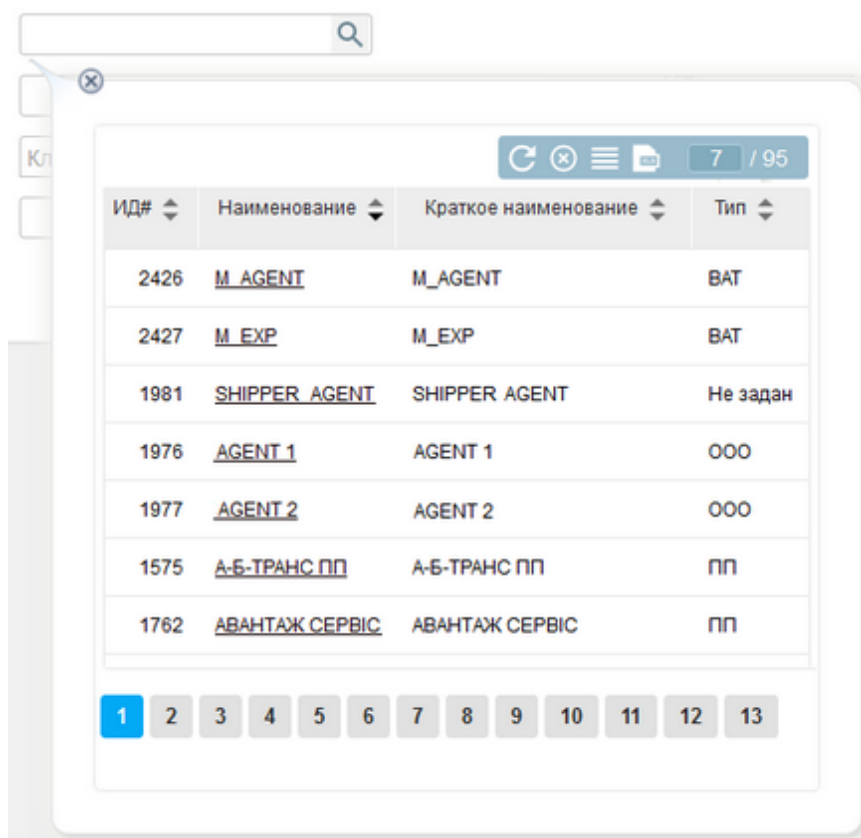 Кл
7 / 95
ИД# Наименование Краткое наименование Тип
2426 M_AGENT M_AGENT ВАТ
2427 M_EXP M_EXP ВАТ
1981 SHIPPER_AGENT SHIPPER AGENT Не задан
1976 AGENT 1 AGENT 1 ООО
1977 AGENT 2 AGENT 2 ООО
1575 А-Б-ТРАНС ПП А-Б-ТРАНС ПП ПП
1762 АВАНТАЖ СЕРВІС АВАНТАЖ СЕРВІС ПП
1 2 3 4 5 6 7 8 9 10 11 12 13